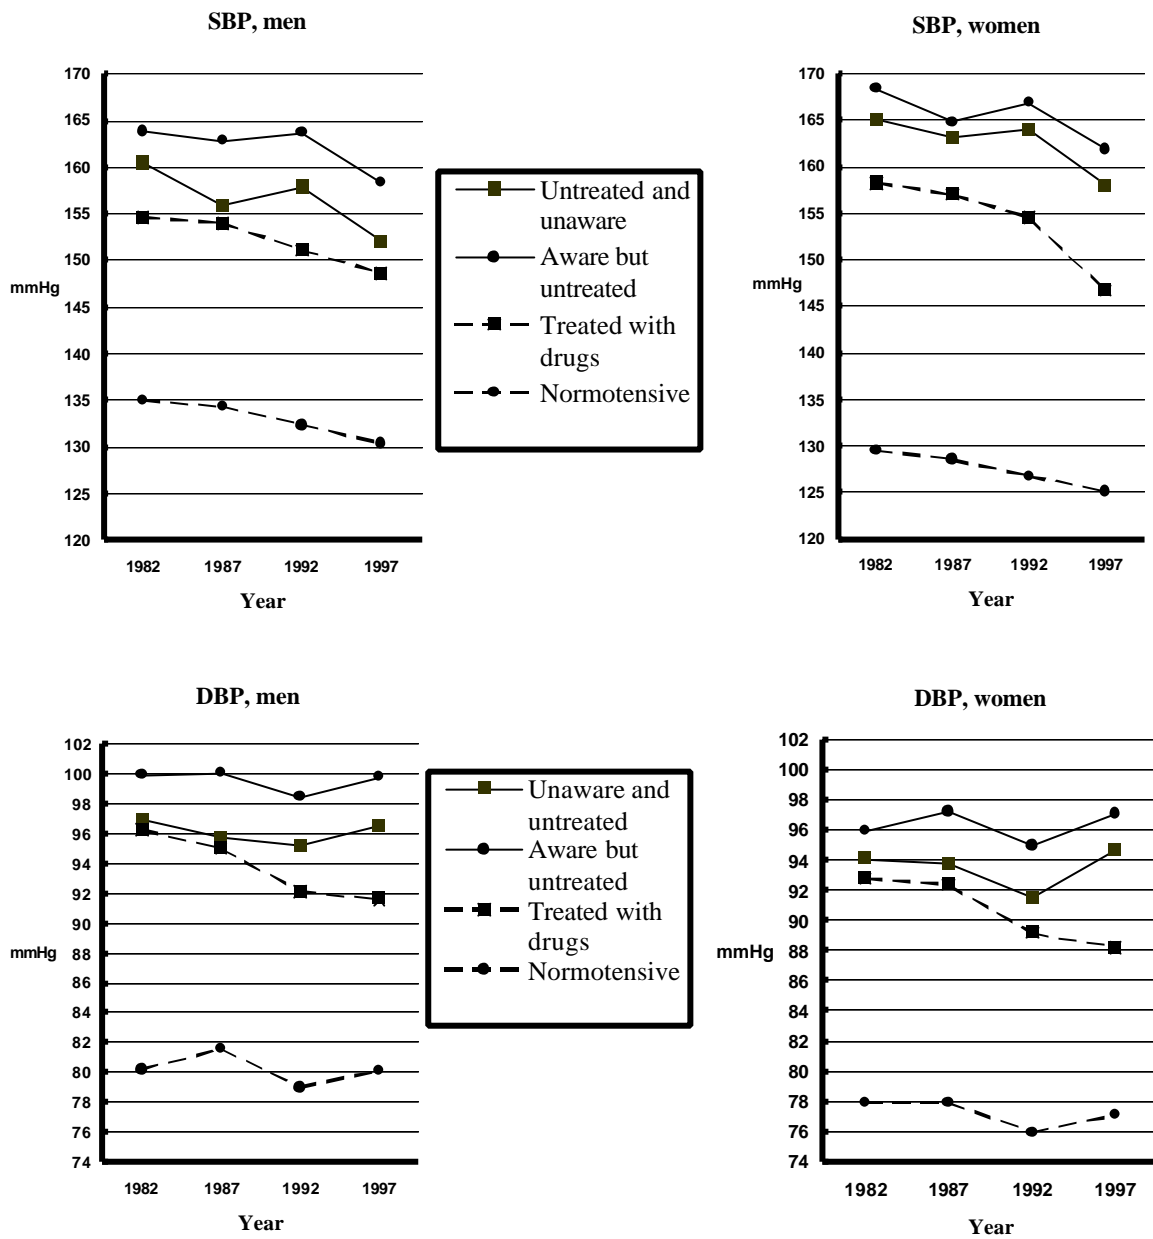 SBP, men
170
165
160
155
150
mmHg
145
140
135
130
125
120
1982 1987 1992 1997
Year
Untreated and
unaware
Aware but
untreated
Treated with
drugs
Normotensive
SBP, women
170
165
160
155
150
mmHg
145
140
135
130
125
120
1982 1987 1992 1997
Year
DBP, men
102
100
98
96
94
92
90
mmHg
88
86
84
82
80
78
76
74
1982 1987 1992 1997
Year
Unaware and
untreated
Aware but
untreated
Treated with
drugs
Normotensive
DBP, women
102
100
98
96
94
92
90
mmHg
88
86
84
82
80
78
76
74
1982 1987 1992 1997
Year